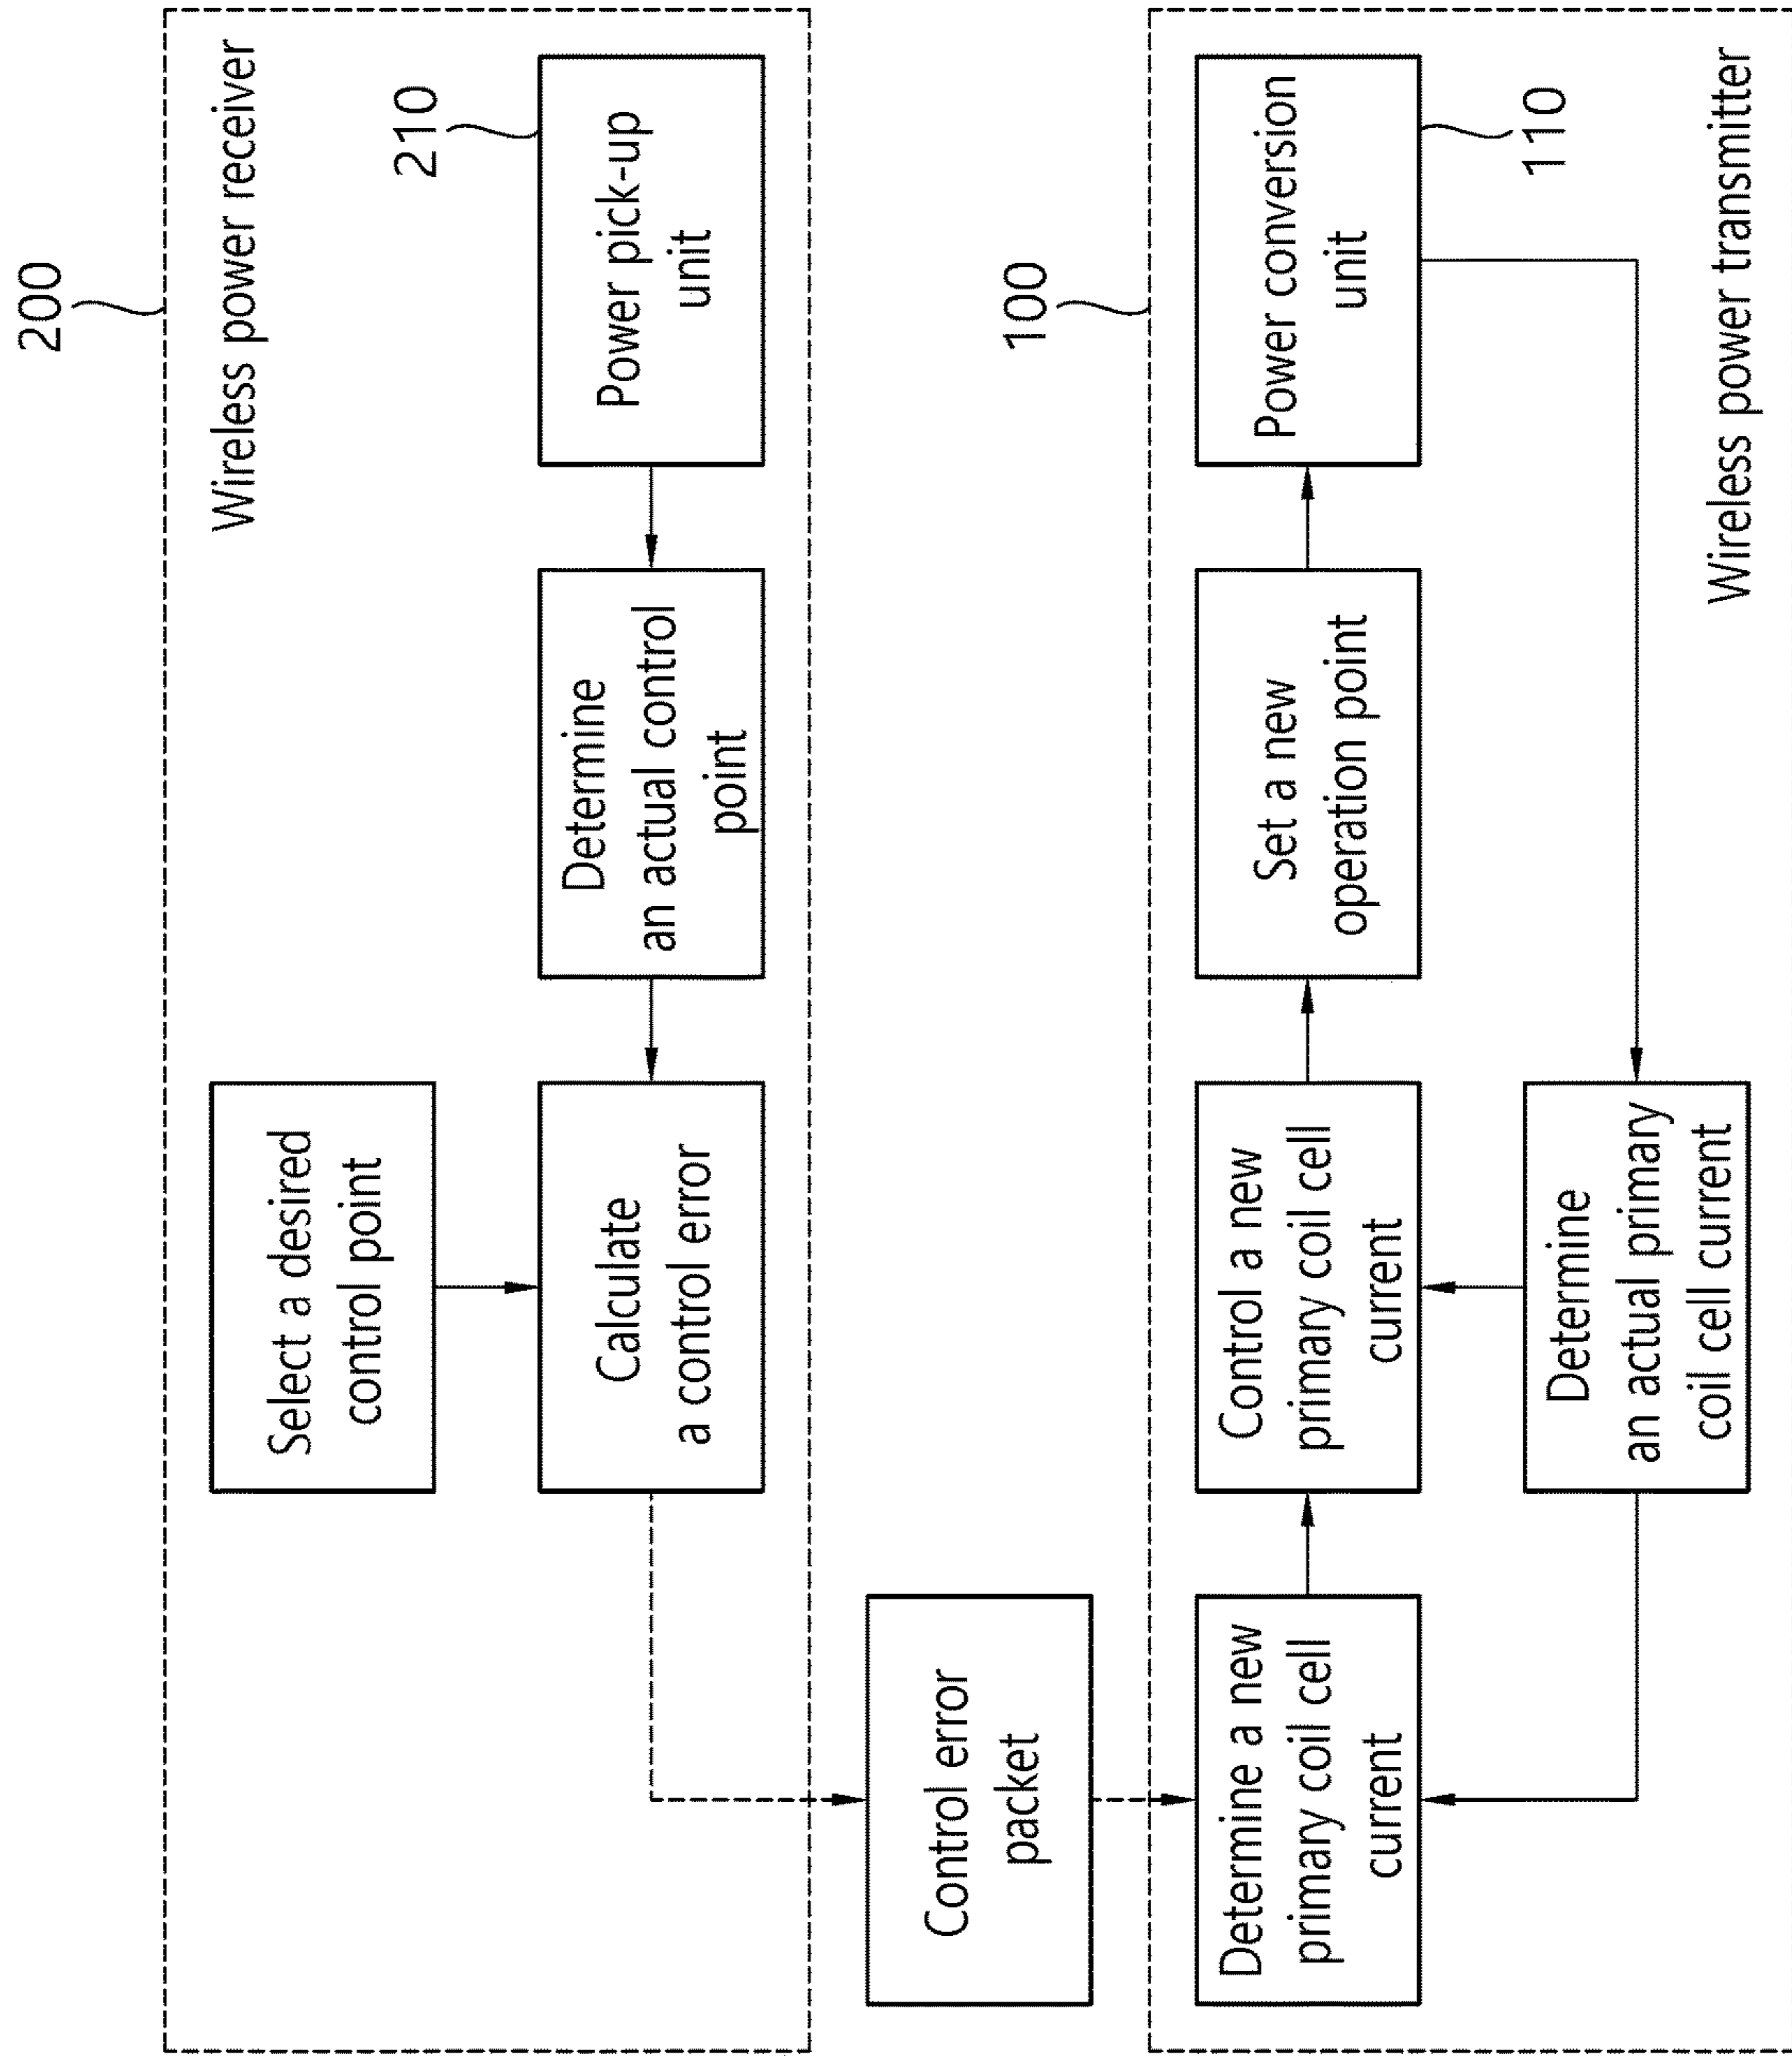 200
Wireless power receiver
Select a desired
control point
210
Calculate
a control error
Determine
an actual control
point
Power pick-up
unit
Control error
packet
100
Determine a new
primary coil cell
current
Control a new
primary coil cell
current
Set a new
operation point
Power conversion
unit
110
Determine
an actual primary
coil cell current
Wireless power transmitter